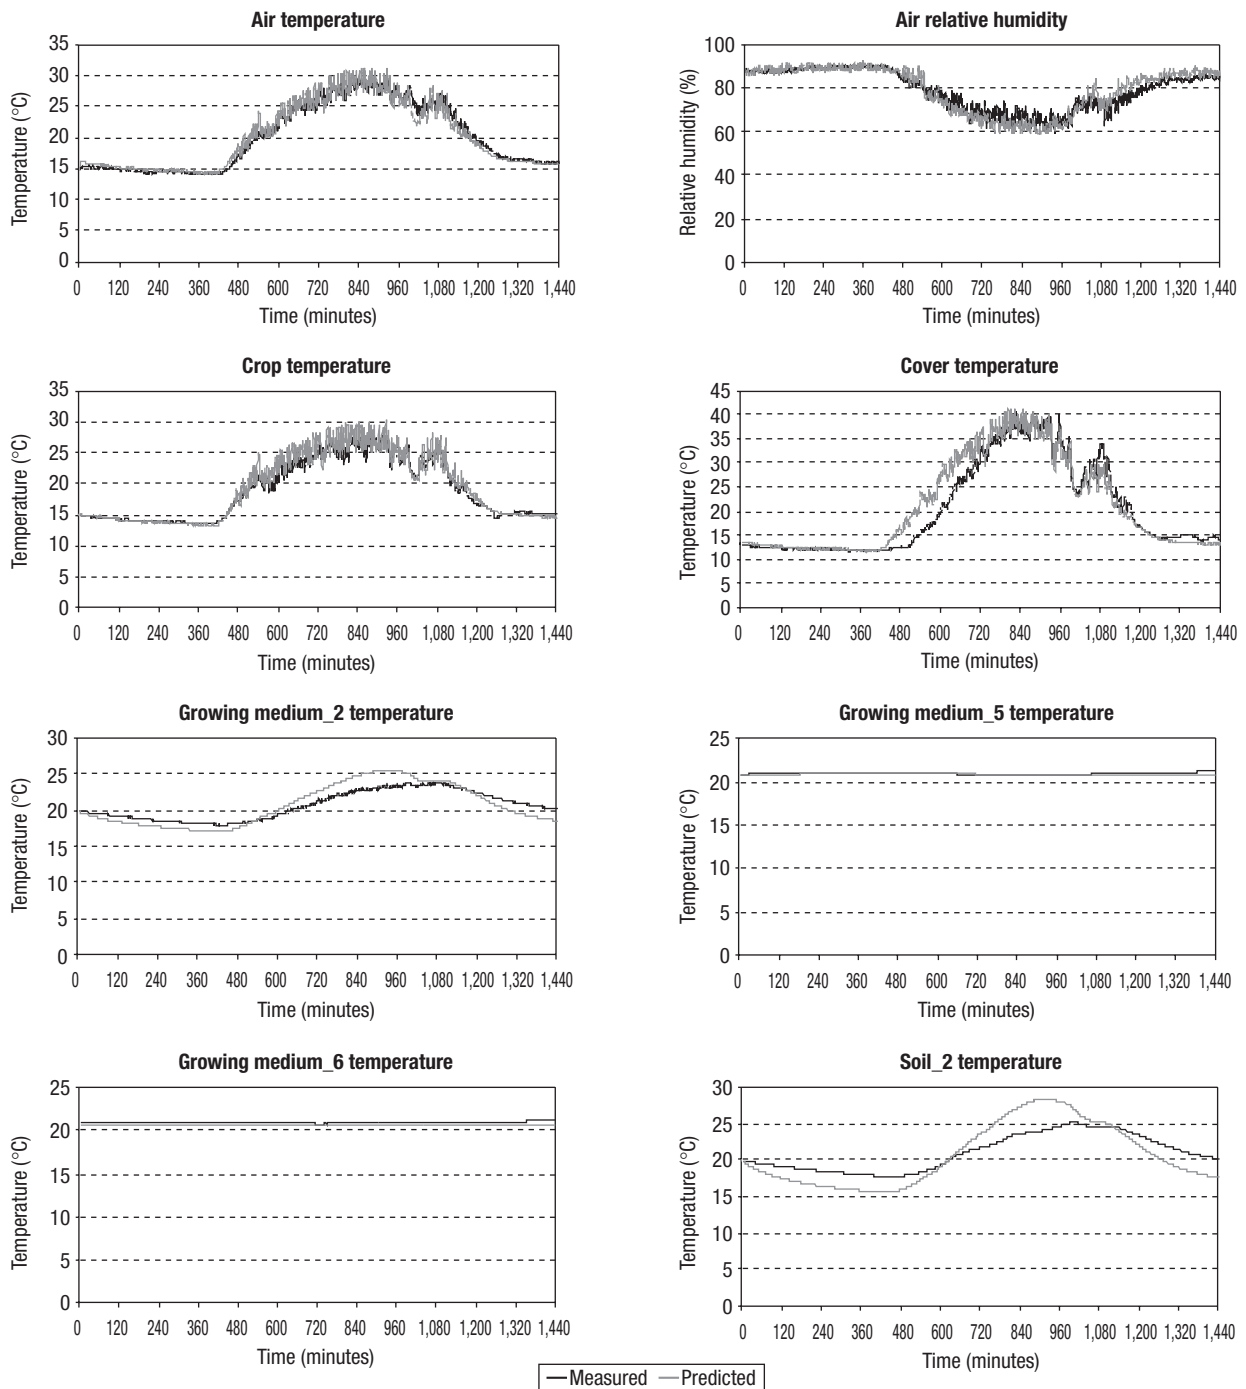 Air temperature
Temperature (°C)
35
30
25
20
15
10
5
0
0 120 240 360 480 600 720 840 960 1,080 1,200 1,320 1,440
Time (minutes)
Air relative humidity
Relative humidity (%)
100
80
60
40
20
0
0 120 240 360 480 600 720 840 960 1,080 1,200 1,320 1,440
Time (minutes)
Crop temperature
Temperature (°C)
35
30
25
20
15
10
5
0
0 120 240 360 480 600 720 840 960 1,080 1,200 1,320 1,440
Time (minutes)
Cover temperature
Temperature (°C)
45
40
35
30
25
20
15
10
5
0
0 120 240 360 480 600 720 840 960 1,080 1,200 1,320 1,440
Time (minutes)
Growing medium_2 temperature
Temperature (°C)
30
25
20
15
10
5
0
0 120 240 360 480 600 720 840 960 1,080 1,200 1,320 1,440
Time (minutes)
Growing medium_5 temperature
Temperature (°C)
25
20
15
10
5
0
0 120 240 360 480 600 720 840 960 1,080 1,200 1,320 1,440
Time (minutes)
Growing medium_6 temperature
Temperature (°C)
25
20
15
10
5
0
0 120 240 360 480 600 720 840 960 1,080 1,200 1,320 1,440
Time (minutes)
Soil_2 temperature
Temperature (°C)
30
25
20
15
10
5
0
0 120 240 360 480 600 720 840 960 1,080 1,200 1,320 1,440
Time (minutes)
Measured Predicted